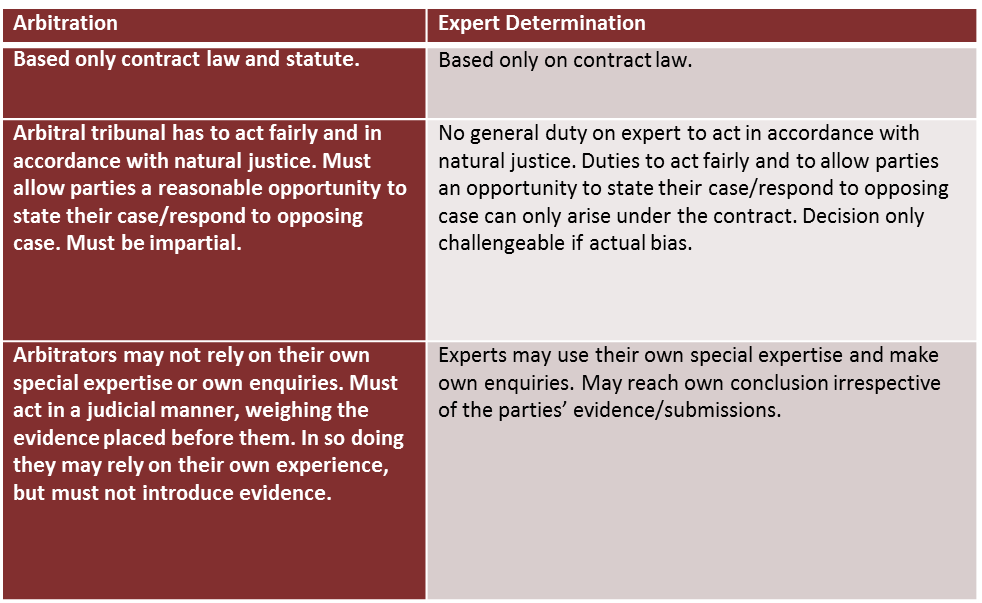 Arbitration
Expert Determination
Based only contract law and statute.
Based only on contract law.
Arbitral tribunal has to act fairly and in
accordance with natural justice. Must
allow parties a reasonable opportunity to
state their case/respond to opposing
case. Must be impartial.
No general duty on expert to act in accordance with
natural justice. Duties to act fairly and to allow parties
an opportunity to state their case/respond to opposing
case can only arise under the contract. Decision only
challengeable if actual bias.
Arbitrators may not rely on their own
special expertise or own enquiries. Must
act in a judicial manner, weighing the
evidence placed before them. In so doing
they may rely on their own experience,
but must not introduce evidence.
Experts may use their own special expertise and make
own enquiries. May reach own conclusion irrespective
of the parties’ evidence/submissions.